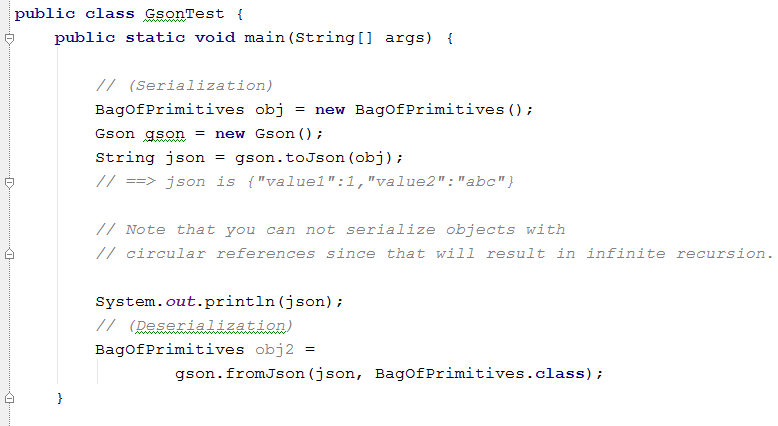 public class GsonTest {
public static void main(String[] args) {
// (Serialization)
BagOfPrimitives obj = new BagOfPrimitives();
Gson gson = new Gson();
String json = gson.toJson(obj);
// ==> json is {"value1":1,"value2":"abc"}
// Note that you can not serialize objects with
// circular references since that will result in infinite recursion.
System.out.println(json);
// (Deserialization)
BagOfPrimitives obj2 =
gson.fromJson(json, BagOfPrimitives.class);
}